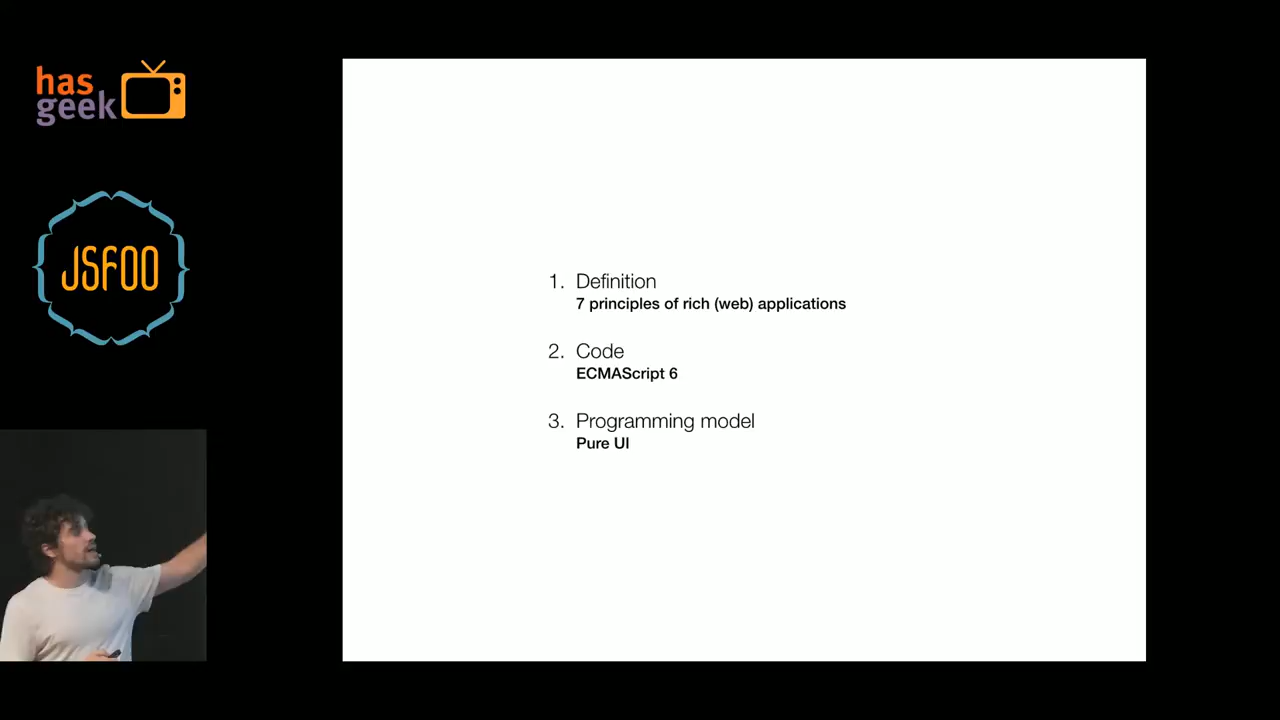 has
geek
JSFOO
1. Definition
7 principles of rich (web) applications
2. Code
ECMAScript 6
3. Programming model
Pure UI